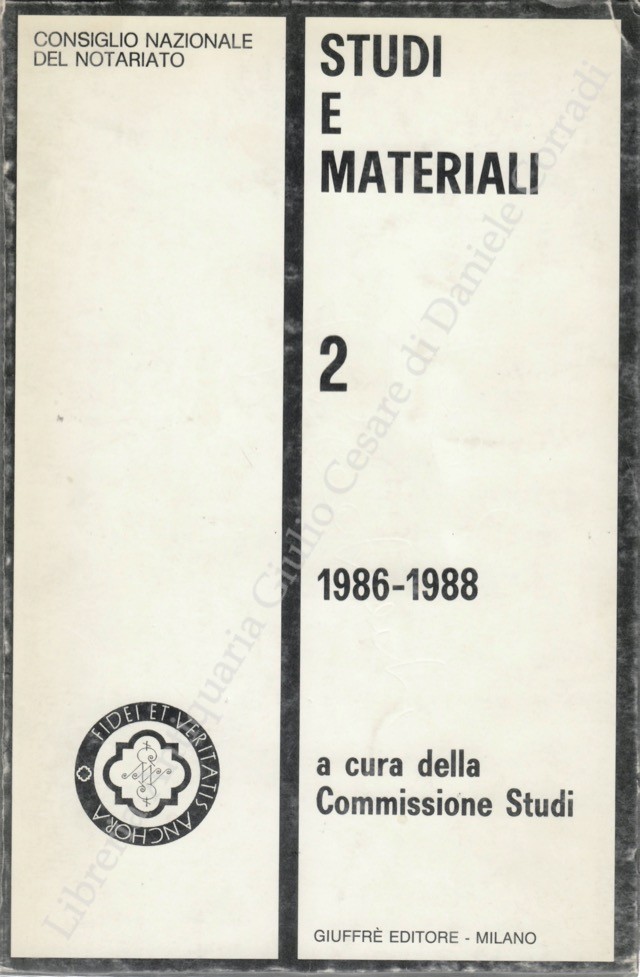 CONSIGLIO NAZIONALE
DEL NOTARIATO
STUDI
E
MATERIALI
2
1986-1988
a cura della
Commissione Studi
FIDEI ET VERITATIS ANCHORA
GIUFFRÈ EDITORE - MILANO
Libreria Antiquaria Giulio Cesare di Daniele Corradi